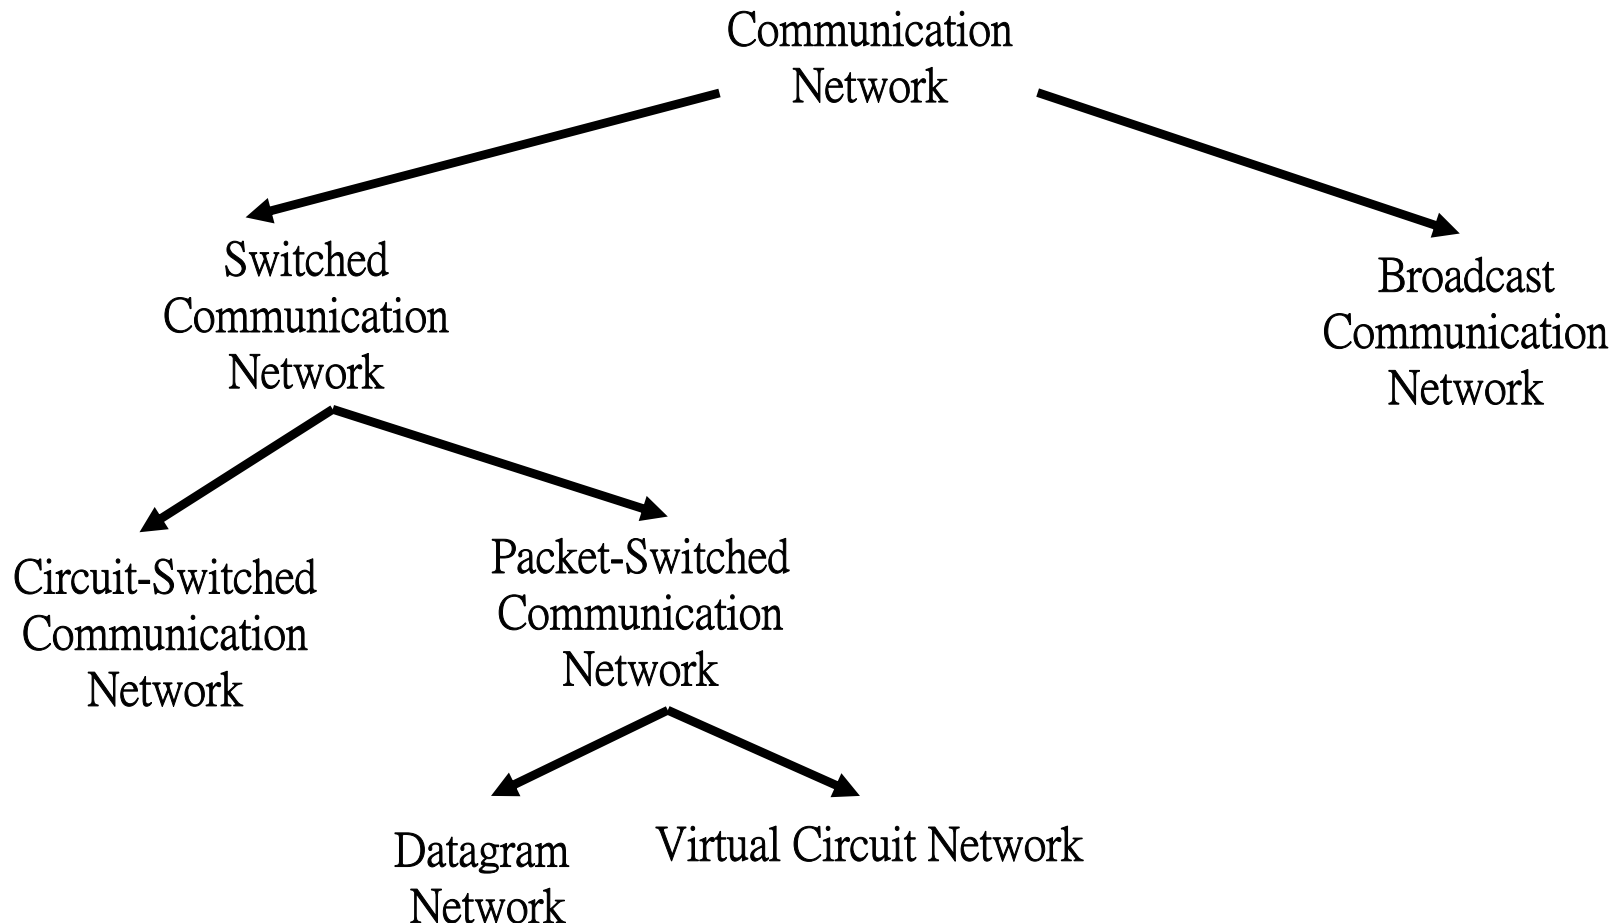 Communication
Network
Switched
Communication
Network
Broadcast
Communication
Network
Circuit-Switched
Communication
Network
Packet-Switched
Communication
Network
Datagram
Network
Virtual Circuit Network